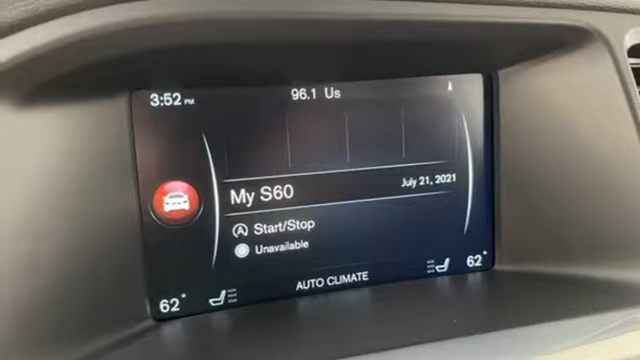 3:52 PM
96.1 Us
My S60
July 21, 2021
Start/Stop
Unavailable
AUTO CLIMATE
62°
62°